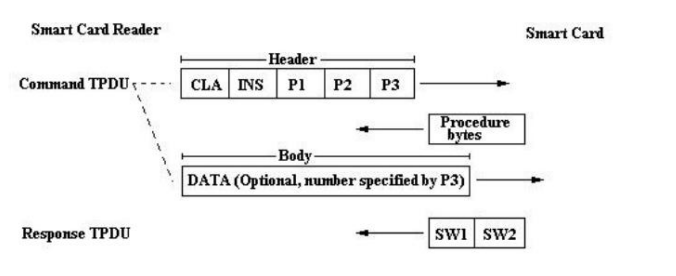 Smart Card Reader
Smart Card
Header
Command TPDU
CLA INS P1 P2 P3
Procedure
bytes
Body
DATA (Optional, number specified by P3)
Response TPDU
SW1 SW2